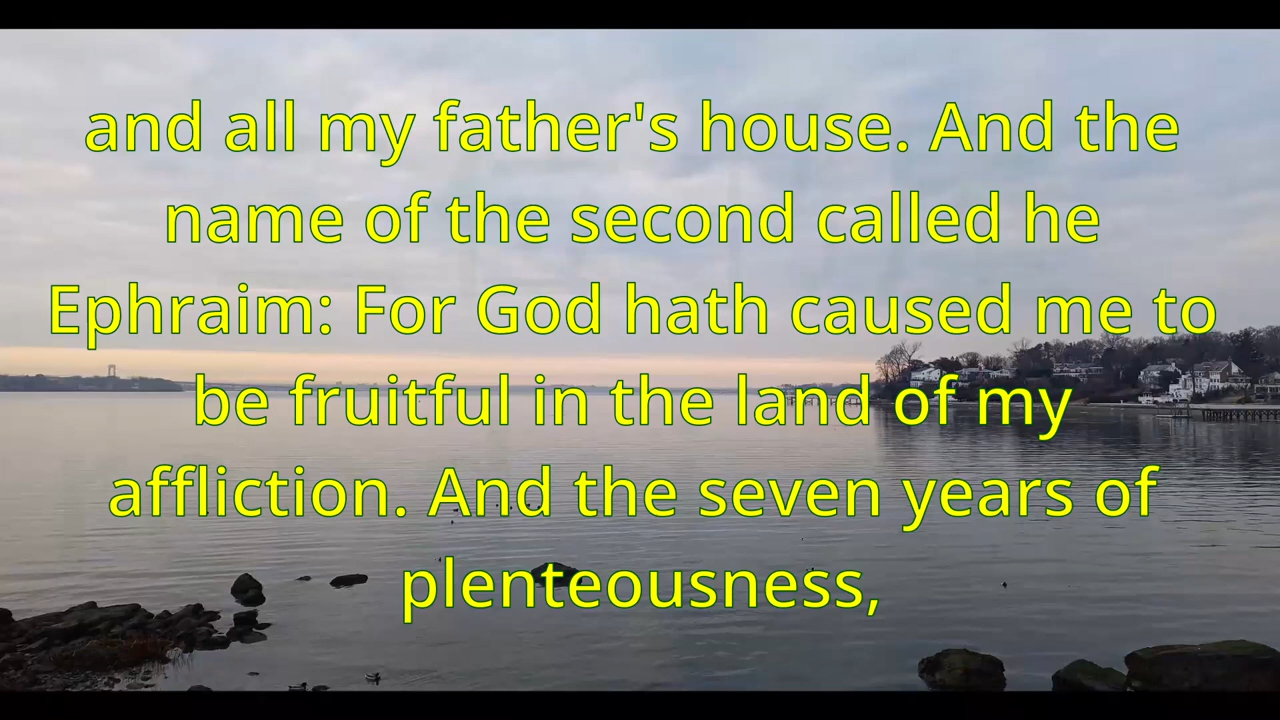 and all my father's house. And the
name of the second called he
Ephraim: For God hath caused me to
be fruitful in the land of my
affliction. And the seven years of
plenteousness,